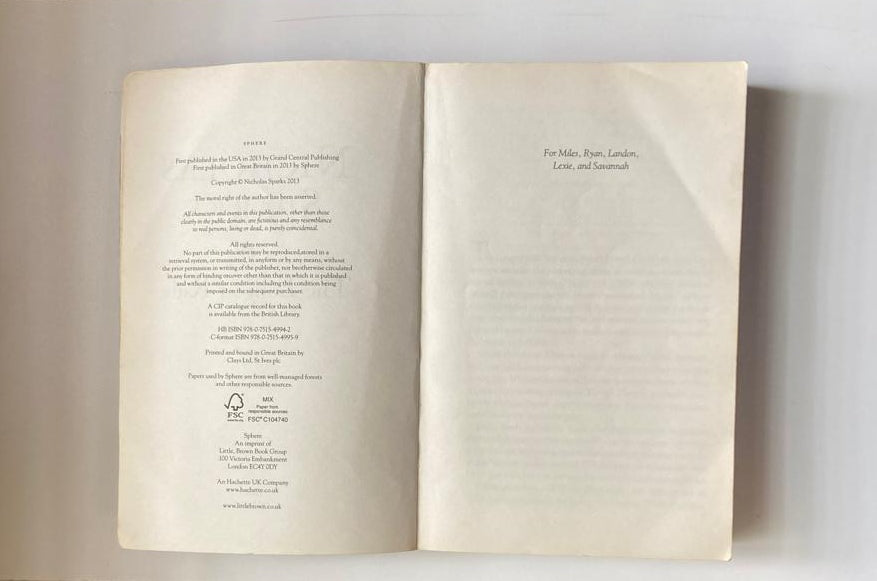 SPHERE
First published in the USA in 2013 by Grand Central Publishing
First published in Great Britain in 2013 by Sphere
Copyright © Nicholas Sparks 2013
The moral right of the author has been asserted.
All characters and events in this publication, other than those
clearly in the public domain, are fictitious and any resemblance
to real persons, living or dead, is purely coincidental.
All rights reserved.
No part of this publication may be reproduced, stored in a
retrieval system, or transmitted, in any form or by any means, without
the prior permission in writing of the publisher, nor be otherwise circulated
in any form of binding or cover other than that in which it is published
and without a similar condition including this condition being
imposed on the subsequent purchaser.
A CIP catalogue record for this book
is available from the British Library.
HB ISBN 978-0-7515-4994-2
C-format ISBN 978-0-7515-4995-9
Printed and bound in Great Britain by
Clays Ltd, St Ives plc
Papers used by Sphere are from well-managed forests
and other responsible sources.
MIX
Paper from
responsible sources
FSC
FSC® C104740
Sphere
An imprint of
Little, Brown Book Group
100 Victoria Embankment
London EC4Y 0DY
An Hachette UK Company
www.hachette.co.uk
www.littlebrown.co.uk
For Miles, Ryan, Landon,
Lexie, and Savannah